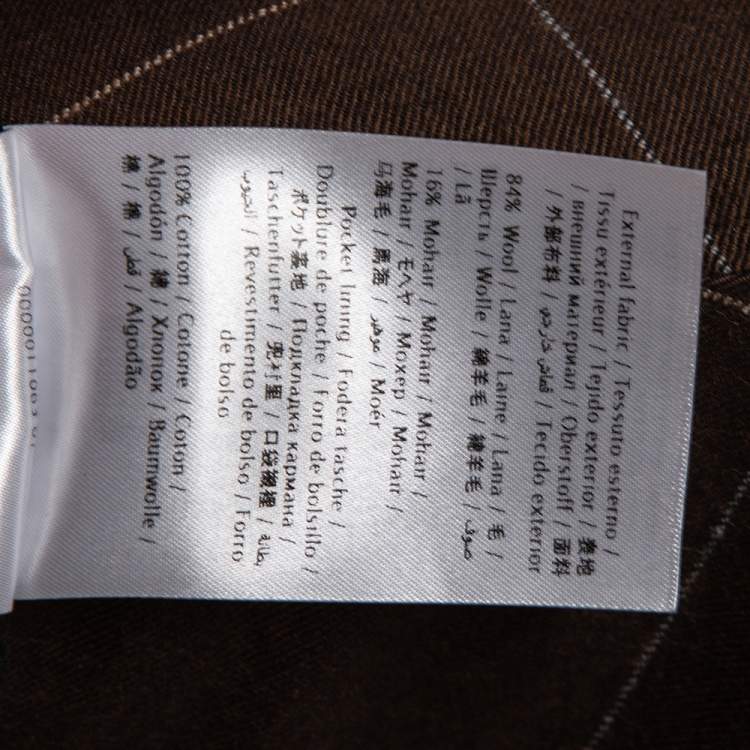 External fabric / Tessuto esterno /
Tissu extérieur / Tejido exterior / 表地
/ внешний материал / Oberstoff / 面料
/ 外部布料 / قماش خارجي / Tecido exterior
84% Wool / Lana / Laine / Lana / 毛 /
Шерсть / Wolle / 綿羊毛 / 綿羊毛 / صوف
/ Lã
16% Mohair / Mohair / Mohair /
Mohair / モヘヤ / Мохер / Mohair /
马海毛 / 馬海 / موهير / Moér
Pocket lining / Fodera tasche /
Doublure de poche / Forro de bolsillo /
ポケット裏地 / Подкладка кармана /
Taschenfutter / 兜衬里 / 口袋襯裡 / بطانة
الجيوب / Revestimento de bolso / Forro
de bolso
100% Cotton / Cotone / Coton /
Algodón / 綿 / Хлопок / Baumwolle /
棉 / 棉 / قطن / Algodão